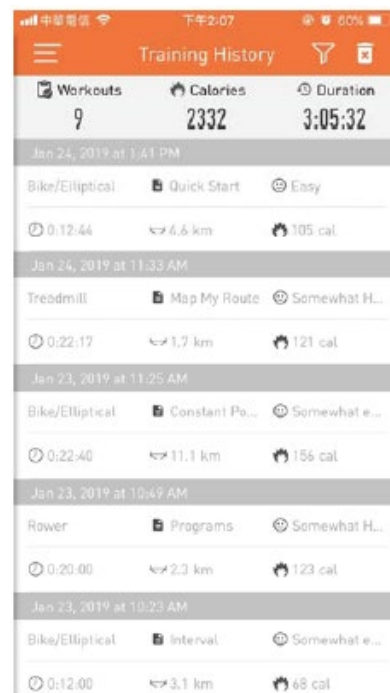 中華電信 下午2:07 60%
Training History
Workouts Calories Duration
9 2332 3:05:32
Jan 24, 2019 at 1:41 PM
Bike/Elliptical Quick Start Easy
0:12:44 6.6 km 105 cal
Jan 24, 2019 at 11:33 AM
Treadmill Map My Route Somewhat H...
0:22:17 1.7 km 121 cal
Jan 23, 2019 at 11:25 AM
Bike/Elliptical Constant Po... Somewhat e...
0:22:40 11.1 km 156 cal
Jan 23, 2019 at 10:49 AM
Rower Programs Somewhat H...
0:20:00 2.3 km 123 cal
Jan 23, 2019 at 10:23 AM
Bike/Elliptical Interval Somewhat e...
0:12:00 3.1 km 68 cal